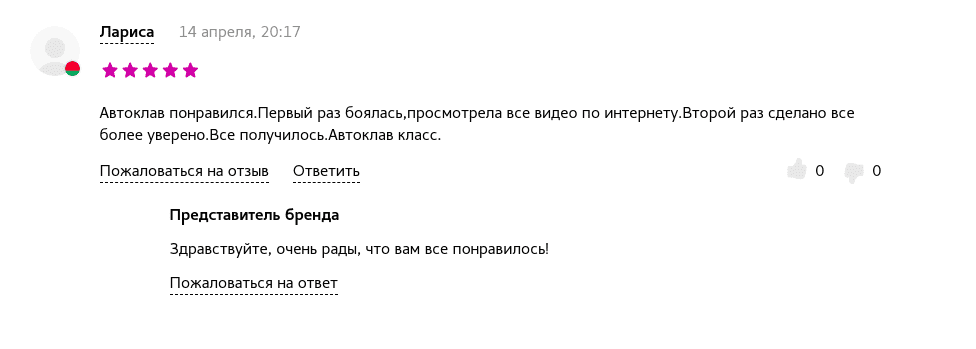 Лариса 14 апреля, 20:17
Автоклав понравился.Первый раз боялась,просмотрела все видео по интернету.Второй раз сделано все
более уверено.Все получилось.Автоклав класс.
Пожаловаться на отзыв Ответить 0 0
Представитель бренда
Здравствуйте, очень рады, что вам все понравилось!
Пожаловаться на ответ